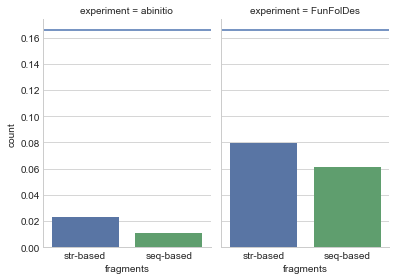 experiment = abinitio
experiment = FunFolDes
0.16
0.14
0.12
0.10
0.08
0.06
0.04
0.02
0.00
count
str-based
seq-based
str-based
seq-based
fragments
fragments